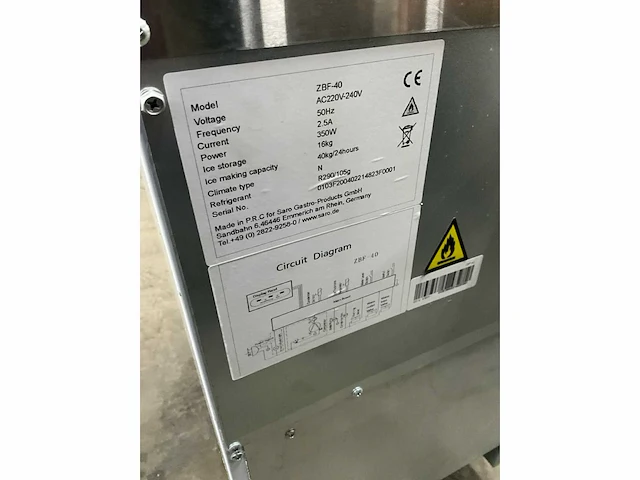 Model ZBF-40
Voltage AC220V-240V
Frequency 50Hz
Current 2.5A
Power 350W
Ice storage 16kg
Ice making capacity 40kg/24hours
Climate type N
Refrigerant R290/105g
Serial No. 0103F200402214823F0001
CE
Made in P.R.C for Saro Gastro-Products GmbH
Sandbahn 6,46446 Emmerich am Rhein, Germany
Tel.+49 (0) 2822-9258-0 / www.saro.de
Circuit Diagram
ZBF-40